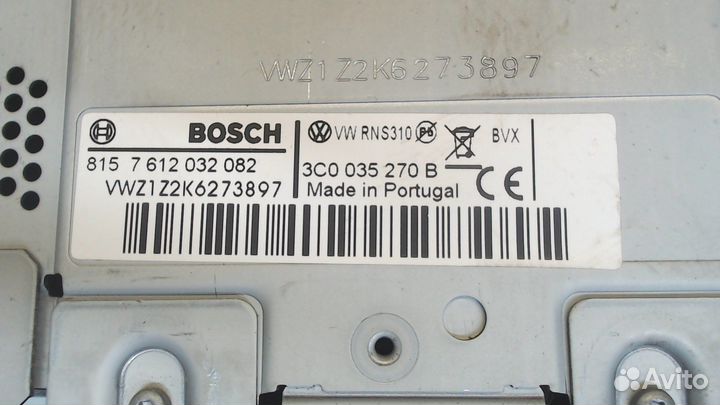 VWZ1Z2K6273897
BOSCH
VW RNS310 Pb BVX
815 7 612 032 082
3C0 035 270 B
VWZ1Z2K6273897
Made in Portugal
CE
Avito